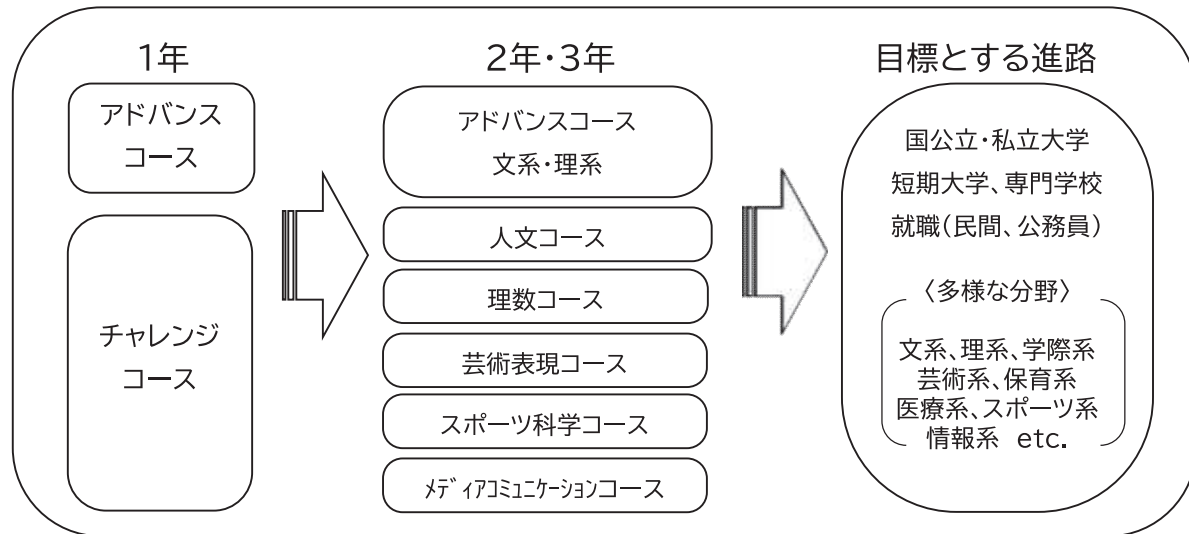 1年
アドバンス
コース
チャレンジ
コース
2年・3年
アドバンスコース
文系・理系
人文コース
理数コース
芸術表現コース
スポーツ科学コース
ﾒﾃﾞｨｱｺﾐｭﾆｹｰｼｮﾝコース
目標とする進路
国公立・私立大学
短期大学、専門学校
就職(民間、公務員)
〈多様な分野〉
文系、理系、学際系
芸術系、保育系
医療系、スポーツ系
情報系 etc.